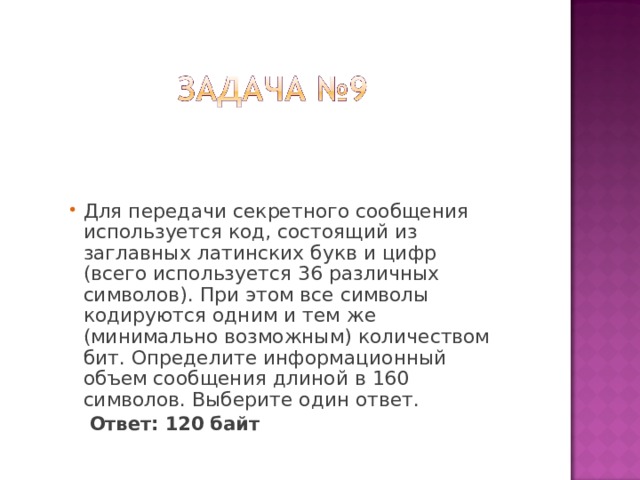 ЗАДАЧА №9
• Для передачи секретного сообщения
используется код, состоящий из
заглавных латинских букв и цифр
(всего используется 36 различных
символов). При этом все символы
кодируются одним и тем же
(минимально возможным) количеством
бит. Определите информационный
объем сообщения длиной в 160
символов. Выберите один ответ.
Ответ: 120 байт